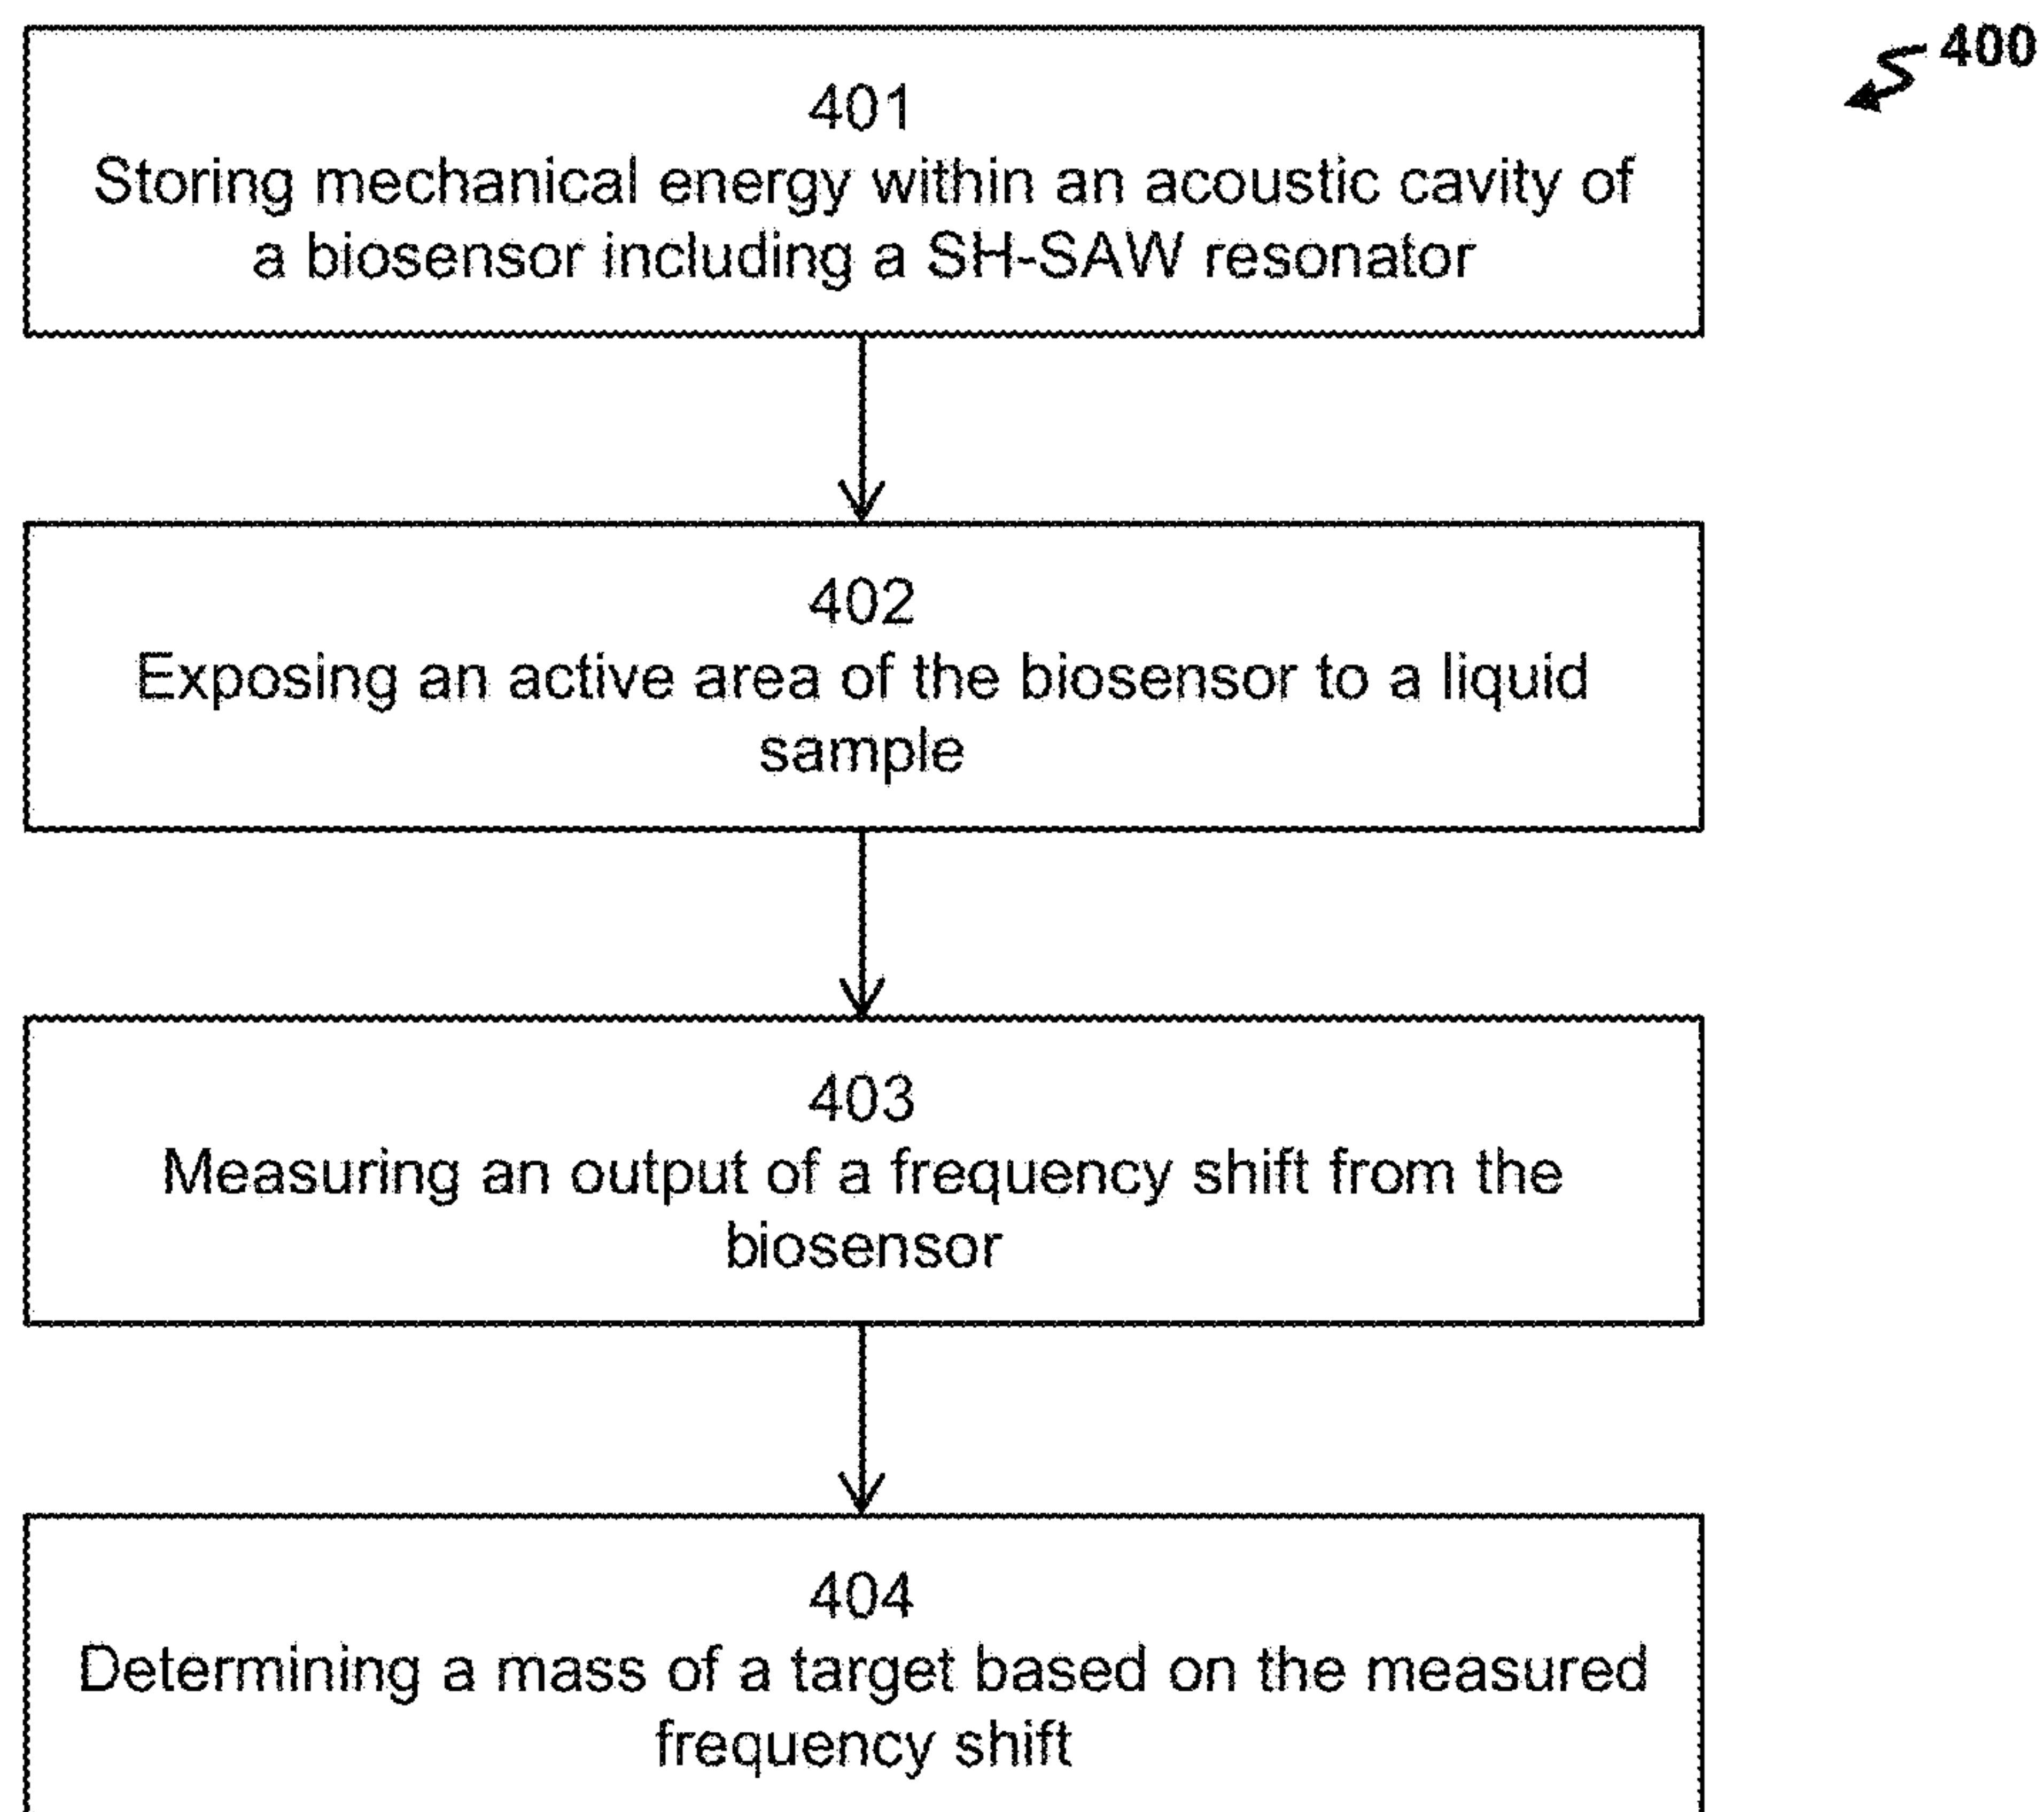 400
401
Storing mechanical energy within an acoustic cavity of
a biosensor including a SH-SAW resonator
402
Exposing an active area of the biosensor to a liquid
sample
403
Measuring an output of a frequency shift from the
biosensor
404
Determining a mass of a target based on the measured
frequency shift